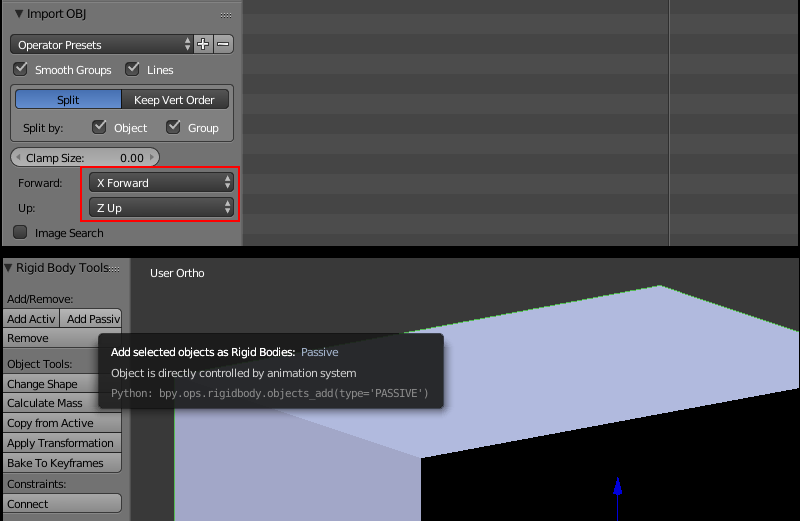 Import OBJ
Operator Presets
Smooth Groups Lines
Split Keep Vert Order
Split by: Object Group
Clamp Size: 0.00
Forward: X Forward
Up: Z Up
Image Search
Rigid Body Tools
User Ortho
Add/Remove:
Add Activ Add Passiv
Remove
Add selected objects as Rigid Bodies: Passive
Object is directly controlled by animation system
Python: bpy.ops.rigidbody.objects_add(type='PASSIVE')
Object Tools:
Change Shape
Calculate Mass
Copy from Active
Apply Transformation
Bake To Keyframes
Constraints:
Connect